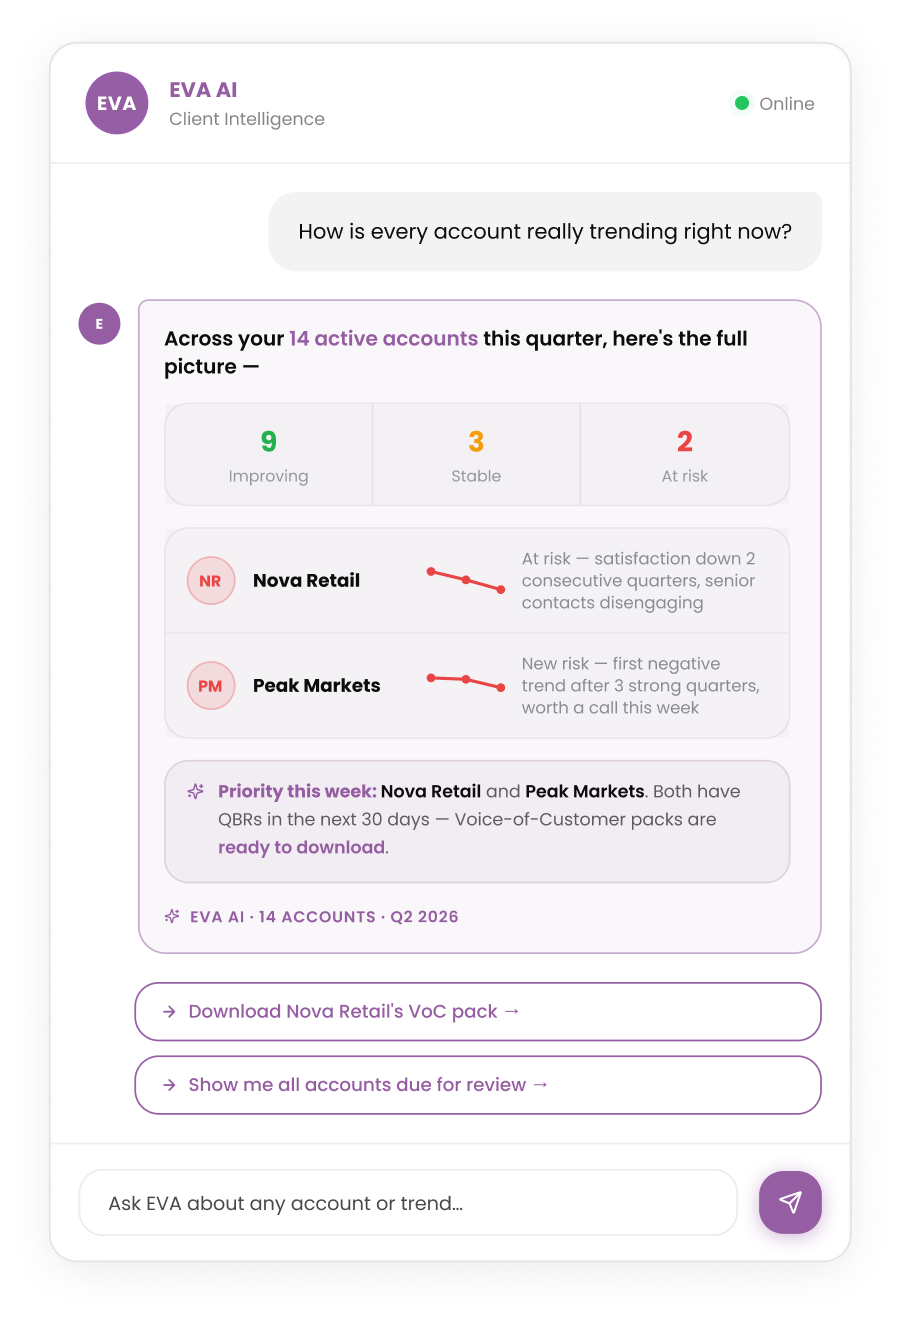 EVA
EVA AI
Client Intelligence
Online
How is every account really trending right now?
E
Across your 14 active accounts this quarter, here's the full
picture —
9
Improving
3
Stable
2
At risk
NR
Nova Retail
At risk — satisfaction down 2
consecutive quarters, senior
contacts disengaging
PM
Peak Markets
New risk — first negative
trend after 3 strong quarters,
worth a call this week
Priority this week: Nova Retail and Peak Markets. Both have
QBRs in the next 30 days — Voice-of-Customer packs are
ready to download.
EVA AI · 14 ACCOUNTS · Q2 2026
→ Download Nova Retail's VoC pack →
→ Show me all accounts due for review →
Ask EVA about any account or trend...